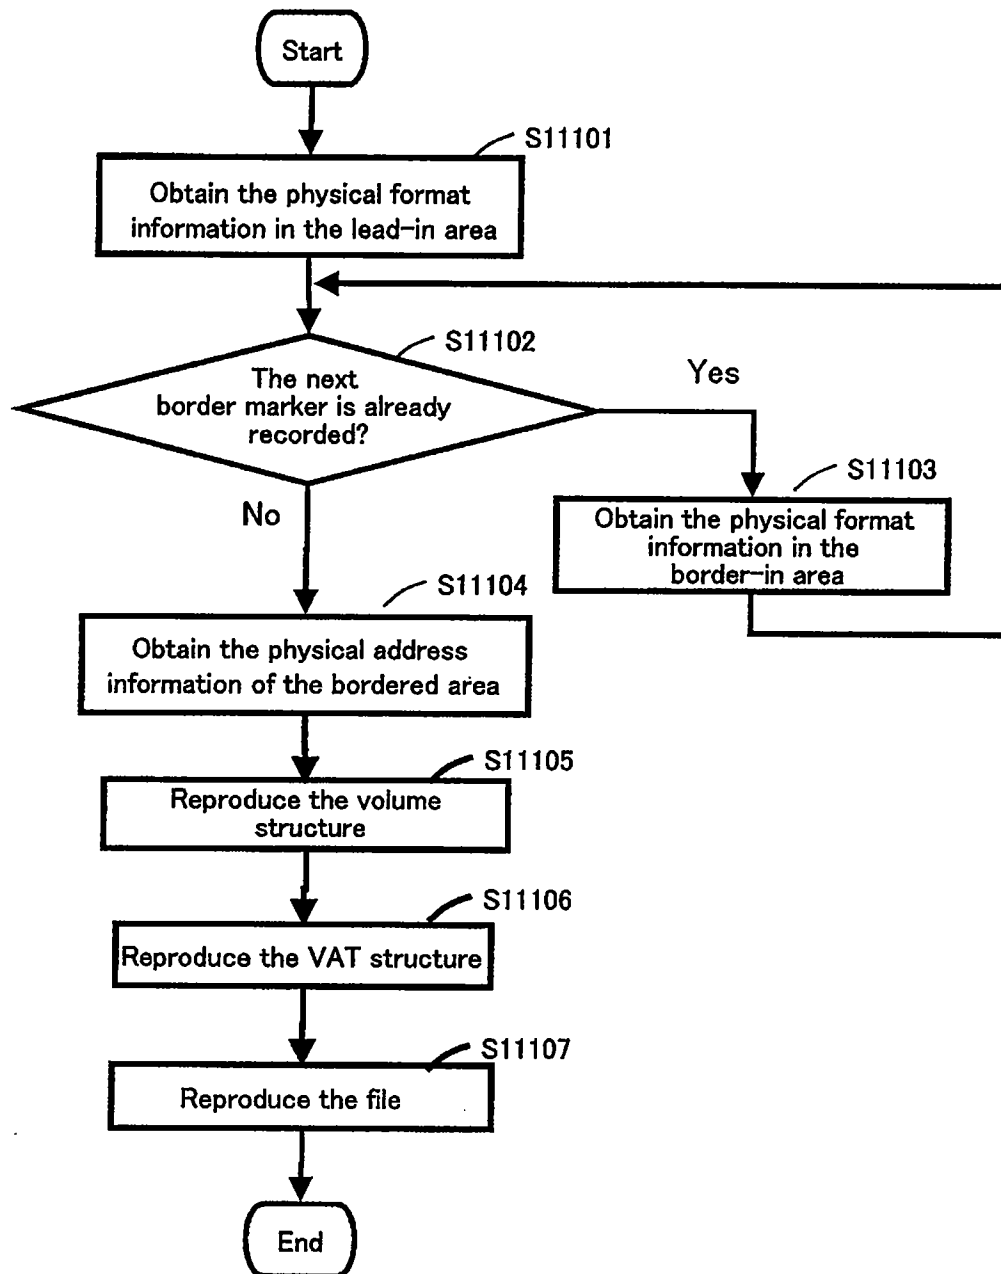 Start
S11101
Obtain the physical format
information in the lead-in area
S11102
The next
border marker is already
recorded?
Yes
No
S11103
Obtain the physical format
information in the
border-in area
S11104
Obtain the physical address
information of the bordered area
S11105
Reproduce the volume
structure
S11106
Reproduce the VAT structure
S11107
Reproduce the file
End